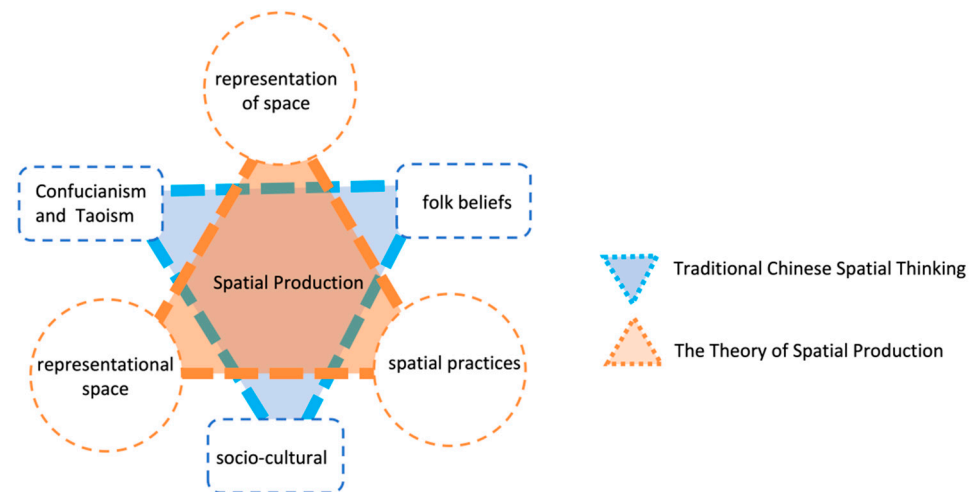 representation
of space
Confucianism
and Taoism
folk beliefs
Spatial Production
representational
space
spatial practices
socio-cultural
Traditional Chinese Spatial Thinking
The Theory of Spatial Production